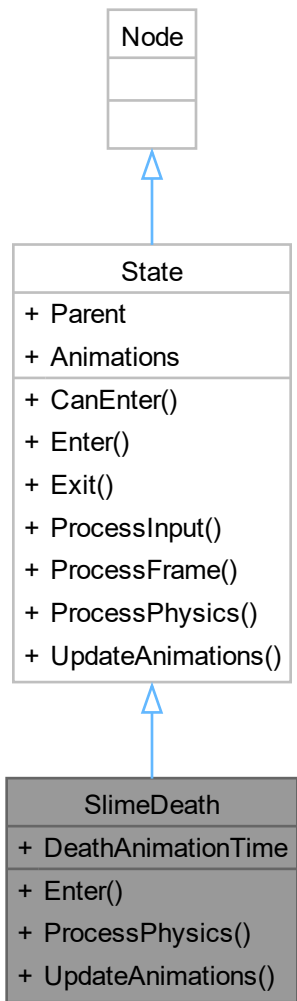 Node
State
+ Parent
+ Animations
+ CanEnter()
+ Enter()
+ Exit()
+ ProcessInput()
+ ProcessFrame()
+ ProcessPhysics()
+ UpdateAnimations()
SlimeDeath
+ DeathAnimationTime
+ Enter()
+ ProcessPhysics()
+ UpdateAnimations()